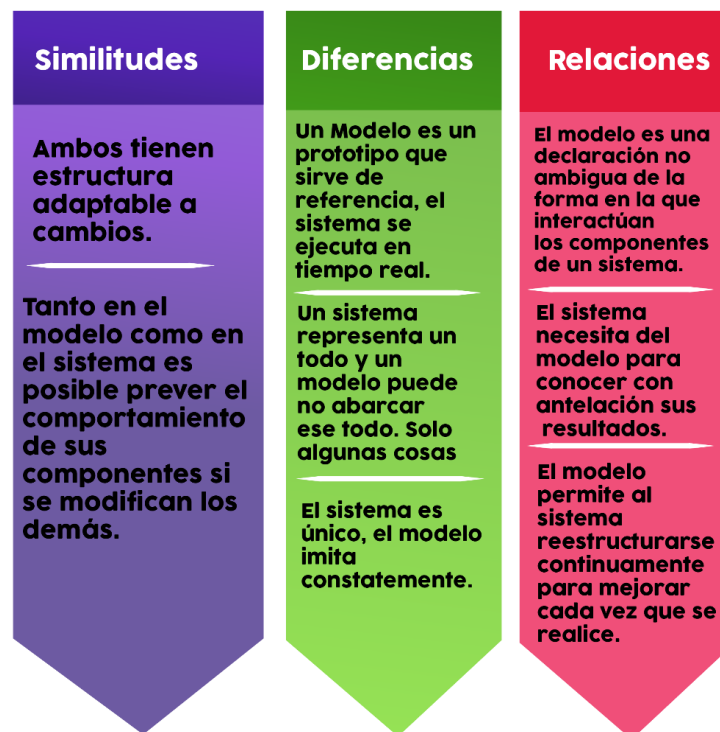 Similitudes
Ambos tienen
estructura
adaptable a
cambios.
Tanto en el
modelo como en
el sistema es
posible prever el
comportamiento
de sus
componentes si
se modifican los
demás.
Diferencias
Un Modelo es un
prototipo que
sirve de
referencia, el
sistema se
ejecuta en
tiempo real.
Un sistema
representa un
todo y un
modelo puede
no abarcar
ese todo. Solo
algunas cosas
El sistema es
único, el modelo
imita
constatemente.
Relaciones
El modelo es una
declaración no
ambigua de la
forma en la que
interactúan
los componentes
de un sistema.
El sistema
necesita del
modelo para
conocer con
antelación sus
resultados.
El modelo
permite al
sistema
reestructurarse
continuamente
para mejorar
cada vez que se
realice.